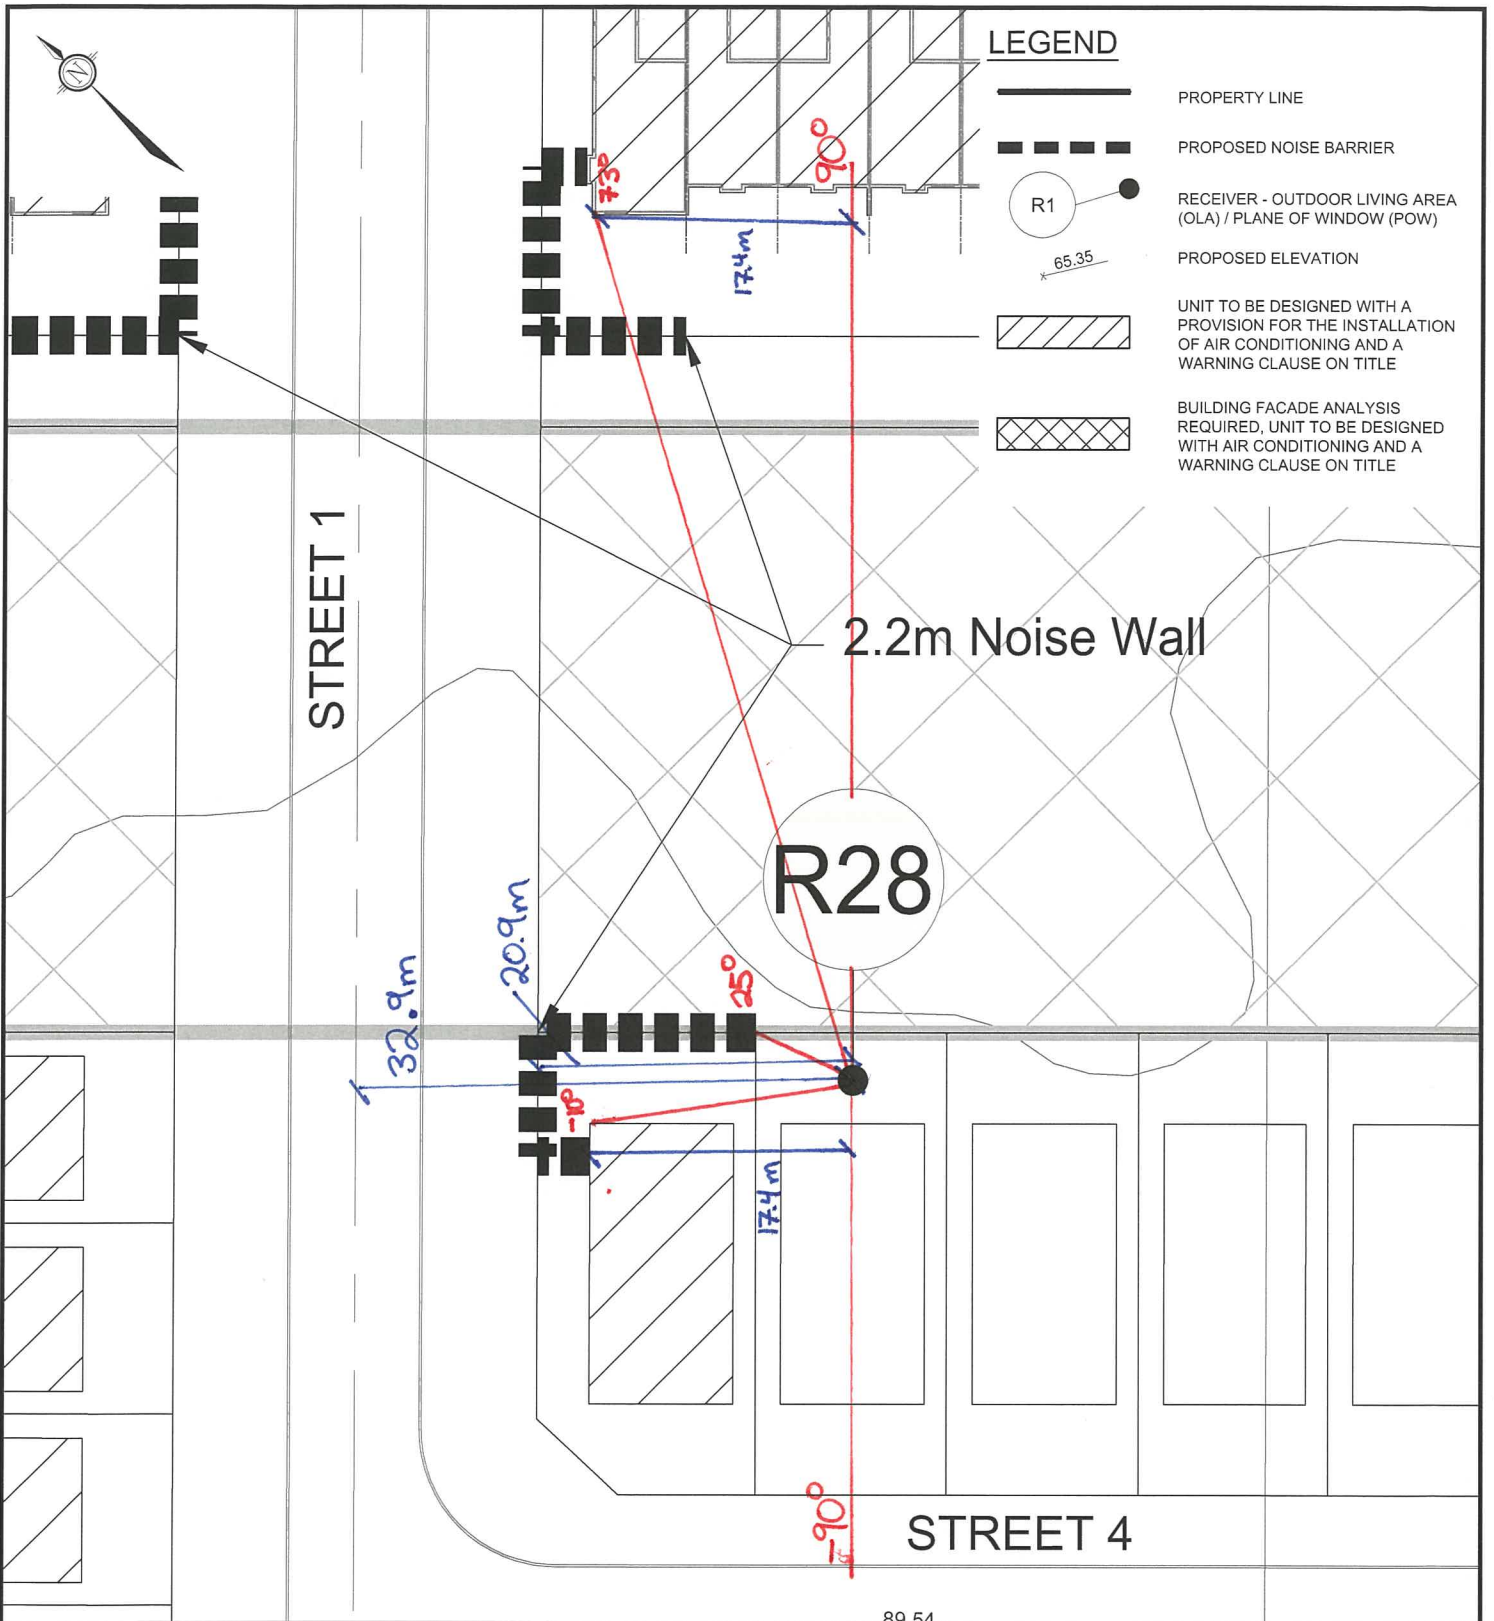 N
LEGEND
PROPERTY LINE
PROPOSED NOISE BARRIER
R1
RECEIVER - OUTDOOR LIVING AREA
(OLA) / PLANE OF WINDOW (POW)
65.35
PROPOSED ELEVATION
UNIT TO BE DESIGNED WITH A
PROVISION FOR THE INSTALLATION
OF AIR CONDITIONING AND A
WARNING CLAUSE ON TITLE
BUILDING FACADE ANALYSIS
REQUIRED, UNIT TO BE DESIGNED
WITH AIR CONDITIONING AND A
WARNING CLAUSE ON TITLE
73°
90°
17.4m
STREET 1
2.2m Noise Wall
R28
32.9m
20.9m
25°
17.4m
-90°
STREET 4